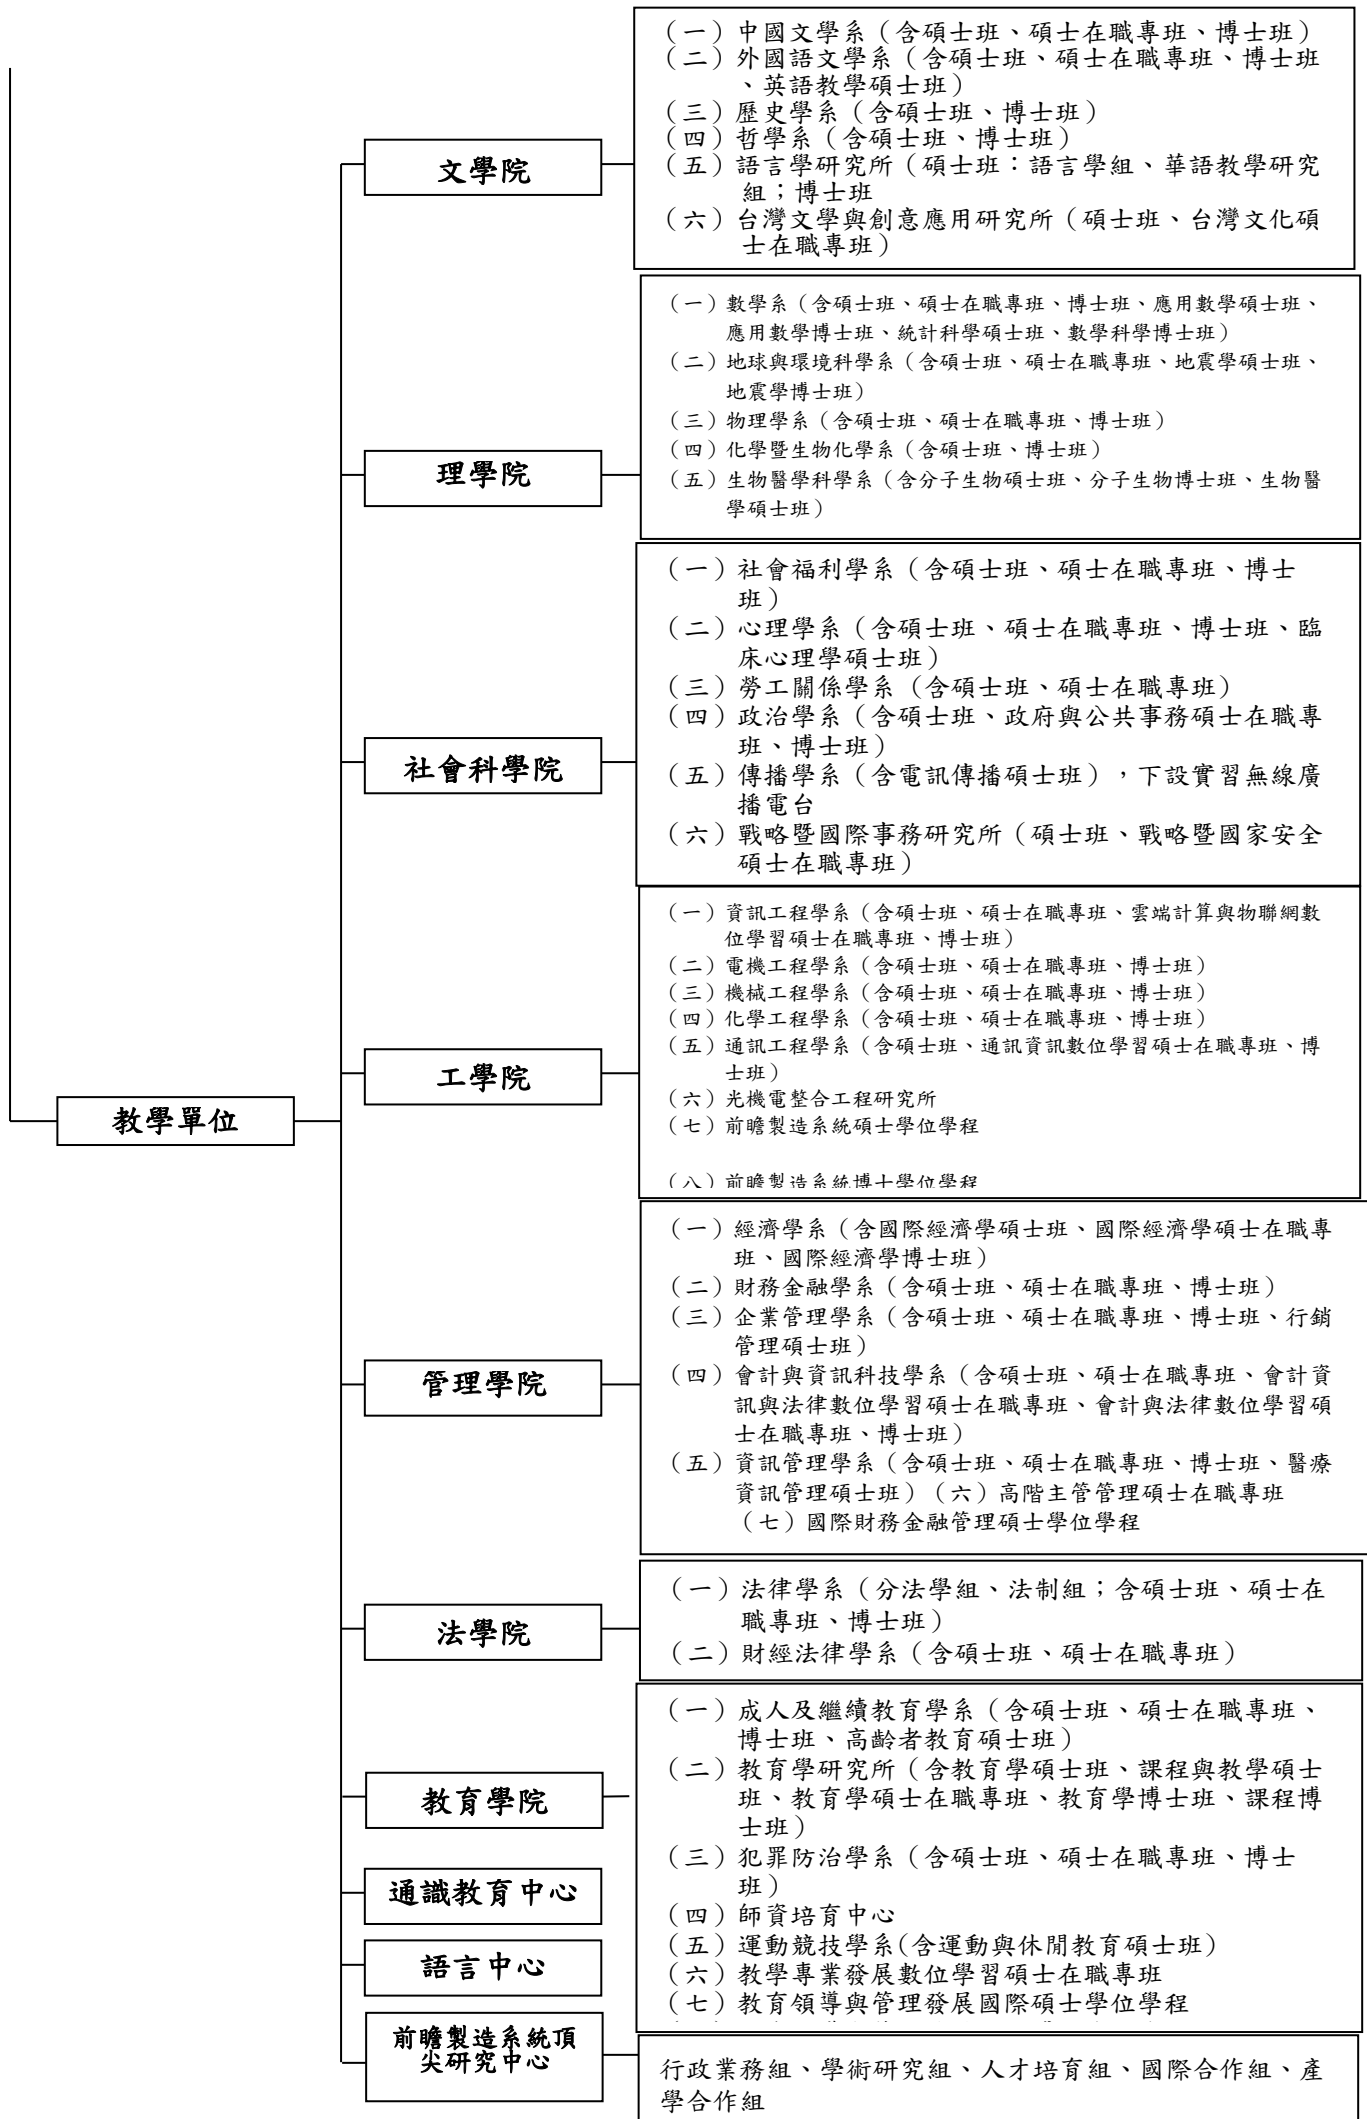 教學單位
文學院
（一）中國文學系（含碩士班、碩士在職專班、博士班）
（二）外國語文學系（含碩士班、碩士在職專班、博士班
、英語教學碩士班）
（三）歷史學系（含碩士班、博士班）
（四）哲學系（含碩士班、博士班）
（五）語言學研究所（碩士班：語言學組、華語教學研究
組；博士班
（六）台灣文學與創意應用研究所（碩士班、台灣文化碩
士在職專班）
理學院
（一）數學系（含碩士班、碩士在職專班、博士班、應用數學碩士班、
應用數學博士班、統計科學碩士班、數學科學博士班）
（二）地球與環境科學系（含碩士班、碩士在職專班、地震學碩士班、
地震學博士班）
（三）物理學系（含碩士班、碩士在職專班、博士班）
（四）化學暨生物化學系（含碩士班、博士班）
（五）生物醫學科學系（含分子生物碩士班、分子生物博士班、生物醫
學碩士班）
社會科學院
（一）社會福利學系（含碩士班、碩士在職專班、博士
班）
（二）心理學系（含碩士班、碩士在職專班、博士班、臨
床心理學碩士班）
（三）勞工關係學系（含碩士班、碩士在職專班）
（四）政治學系（含碩士班、政府與公共事務碩士在職專
班、博士班）
（五）傳播學系（含電訊傳播碩士班），下設實習無線廣
播電台
（六）戰略暨國際事務研究所（碩士班、戰略暨國家安全
碩士在職專班）
工學院
（一）資訊工程學系（含碩士班、碩士在職專班、雲端計算與物聯網數
位學習碩士在職專班、博士班）
（二）電機工程學系（含碩士班、碩士在職專班、博士班）
（三）機械工程學系（含碩士班、碩士在職專班、博士班）
（四）化學工程學系（含碩士班、碩士在職專班、博士班）
（五）通訊工程學系（含碩士班、通訊資訊數位學習碩士在職專班、博
士班）
（六）光機電整合工程研究所
（七）前瞻製造系統碩士學位學程
（八）前瞻製造系統博士學位學程
管理學院
（一）經濟學系（含國際經濟學碩士班、國際經濟學碩士在職專
班、國際經濟學博士班）
（二）財務金融學系（含碩士班、碩士在職專班、博士班）
（三）企業管理學系（含碩士班、碩士在職專班、博士班、行銷
管理碩士班）
（四）會計與資訊科技學系（含碩士班、碩士在職專班、會計資
訊與法律數位學習碩士在職專班、會計與法律數位學習碩
士在職專班、博士班）
（五）資訊管理學系（含碩士班、碩士在職專班、博士班、醫療
資訊管理碩士班）（六）高階主管管理碩士在職專班
（七）國際財務金融管理碩士學位學程
法學院
（一）法律學系（分法學組、法制組；含碩士班、碩士在
職專班、博士班）
（二）財經法律學系（含碩士班、碩士在職專班）
教育學院
（一）成人及繼續教育學系（含碩士班、碩士在職專班、
博士班、高齡者教育碩士班）
（二）教育學研究所（含教育學碩士班、課程與教學碩士
班、教育學碩士在職專班、教育學博士班、課程博
士班）
（三）犯罪防治學系（含碩士班、碩士在職專班、博士
班）
（四）師資培育中心
（五）運動競技學系(含運動與休閒教育碩士班）
（六）教學專業發展數位學習碩士在職專班
（七）教育領導與管理發展國際碩士學位學程
通識教育中心
語言中心
前瞻製造系統頂
尖研究中心
行政業務組、學術研究組、人才培育組、國際合作組、產
學合作組